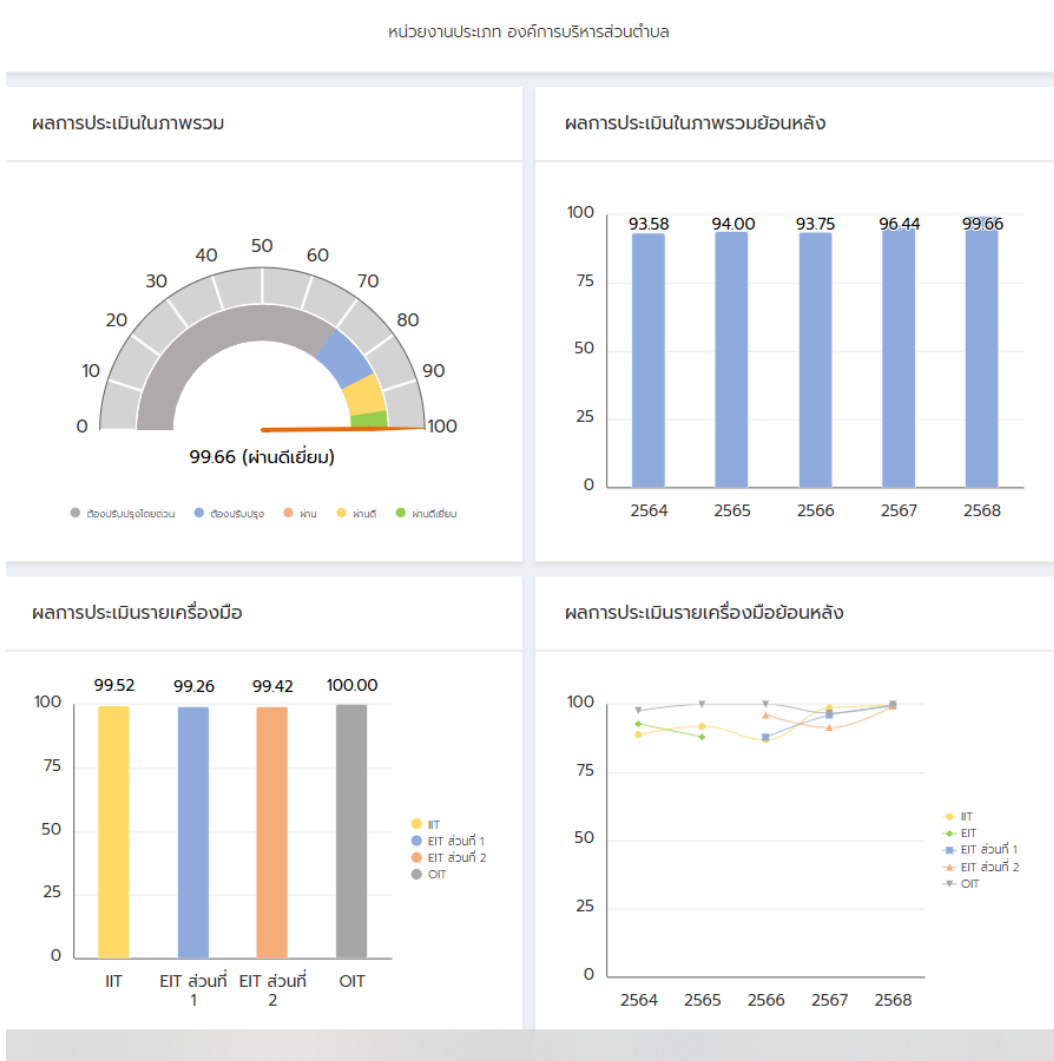 หน่วยงานประเภท องค์การบริหารส่วนตำบล
ผลการประเมินในภาพรวม
0
10
20
30
40
50
60
70
80
90
100
99.66 (ผ่านดีเยี่ยม)
ต้องปรับปรุงโดยด่วน ต้องปรับปรุง ผ่าน ผ่านดี ผ่านดีเยี่ยม
ผลการประเมินในภาพรวมย้อนหลัง
100
75
50
25
0
93.58 94.00 93.75 96.44 99.66
2564 2565 2566 2567 2568
ผลการประเมินรายเครื่องมือ
99.52 99.26 99.42 100.00
100
75
50
25
0
IIT EIT ส่วนที่ 1 EIT ส่วนที่ 2 OIT
IIT
EIT ส่วนที่ 1
EIT ส่วนที่ 2
OIT
ผลการประเมินรายเครื่องมือย้อนหลัง
100
75
50
25
0
2564 2565 2566 2567 2568
IIT
EIT
EIT ส่วนที่ 1
EIT ส่วนที่ 2
OIT